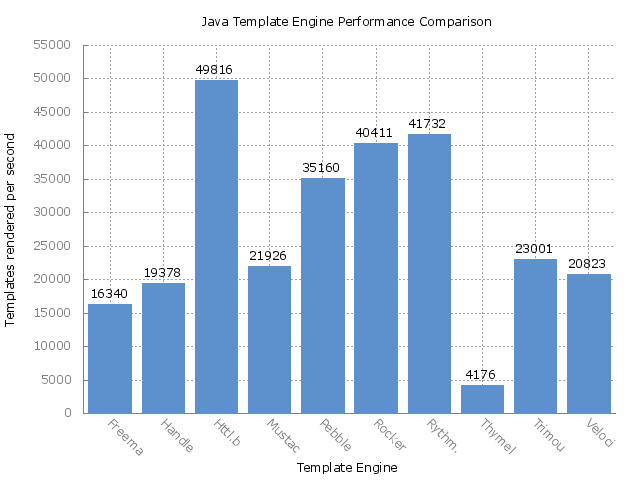 Java Template Engine Performance Comparison
Templates rendered per second
55000
50000
45000
40000
35000
30000
25000
20000
15000
10000
5000
0
16340
19378
49816
21926
35160
40411
41732
4176
23001
20823
Freema
Handle
Httl.b
Mustac
Pebble
Rocker
Rythm.
Thymel
Trimou
Veloci
Template Engine